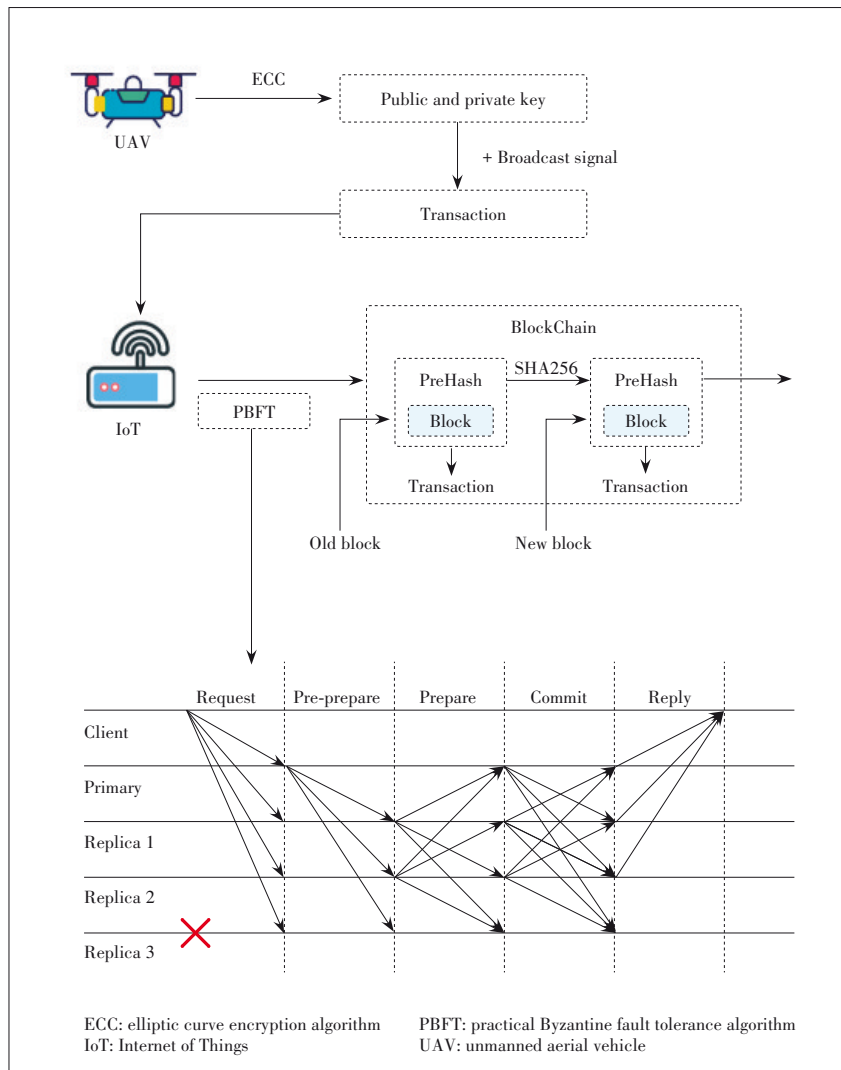 ECC
Public and private key
UAV
+ Broadcast signal
Transaction
BlockChain
PreHash
SHA256
PreHash
PBFT
Block
Block
IoT
Transaction
Transaction
Old block
New block
Request
Pre-prepare
Prepare
Commit
Reply
Client
Primary
Replica 1
Replica 2
Replica 3
ECC: elliptic curve encryption algorithm
IoT: Internet of Things
PBFT: practical Byzantine fault tolerance algorithm
UAV: unmanned aerial vehicle